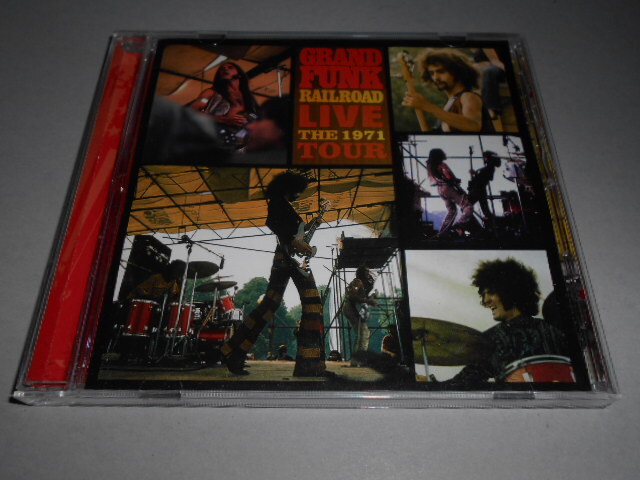 GRAND
FUNK
RAILROAD
LIVE
THE 1971
TOUR